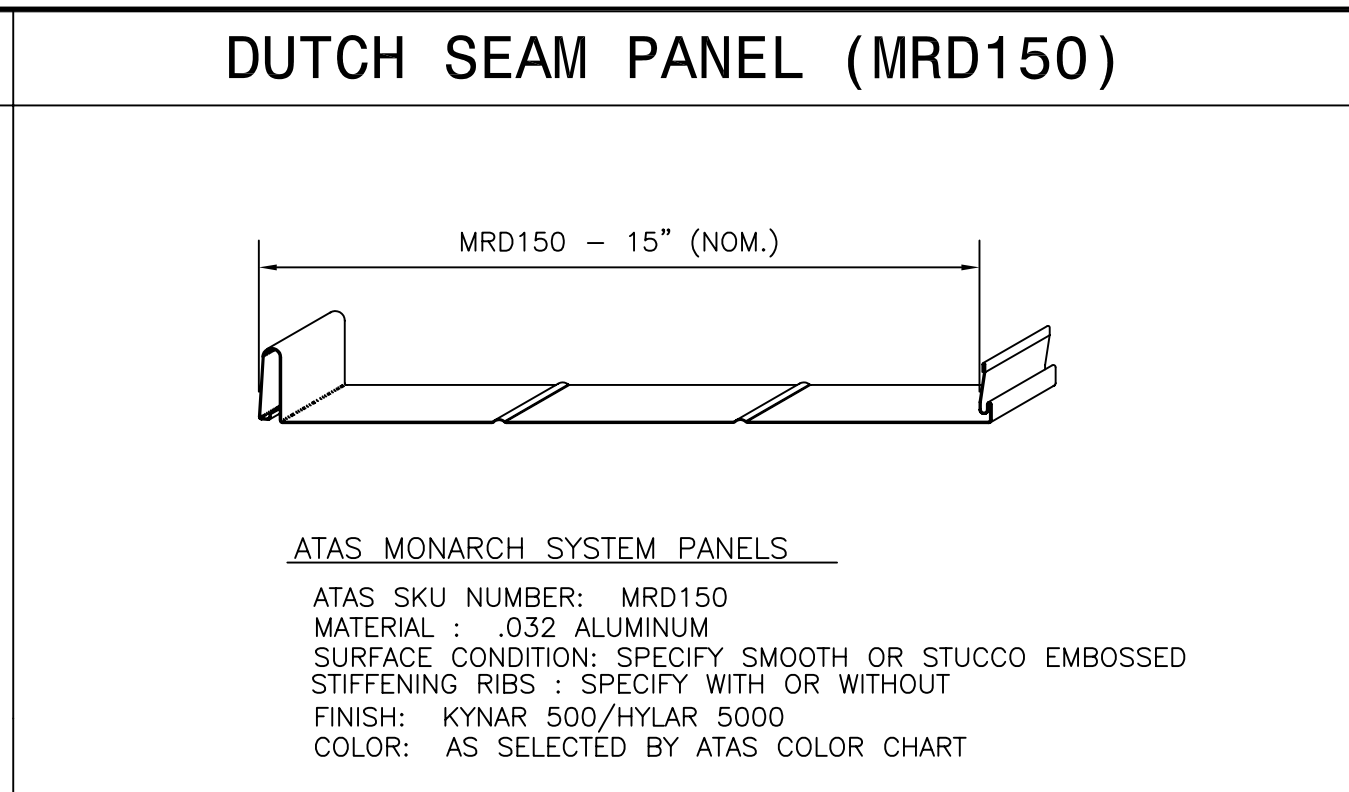 DUTCH SEAM PANEL (MRD150)
MRD150 – 15” (NOM.)
ATAS MONARCH SYSTEM PANELS
ATAS SKU NUMBER: MRD150
MATERIAL : .032 ALUMINUM
SURFACE CONDITION: SPECIFY SMOOTH OR STUCCO EMBOSSED
STIFFENING RIBS : SPECIFY WITH OR WITHOUT
FINISH: KYNAR 500/HYLAR 5000
COLOR: AS SELECTED BY ATAS COLOR CHART